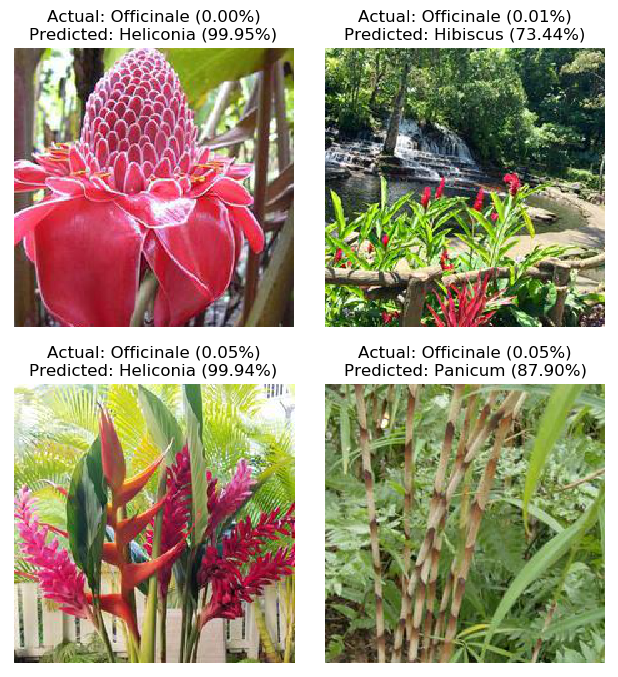 Actual: Officinale (0.00%)
Predicted: Heliconia (99.95%)
Actual: Officinale (0.01%)
Predicted: Hibiscus (73.44%)
Actual: Officinale (0.05%)
Predicted: Heliconia (99.94%)
Actual: Officinale (0.05%)
Predicted: Panicum (87.90%)